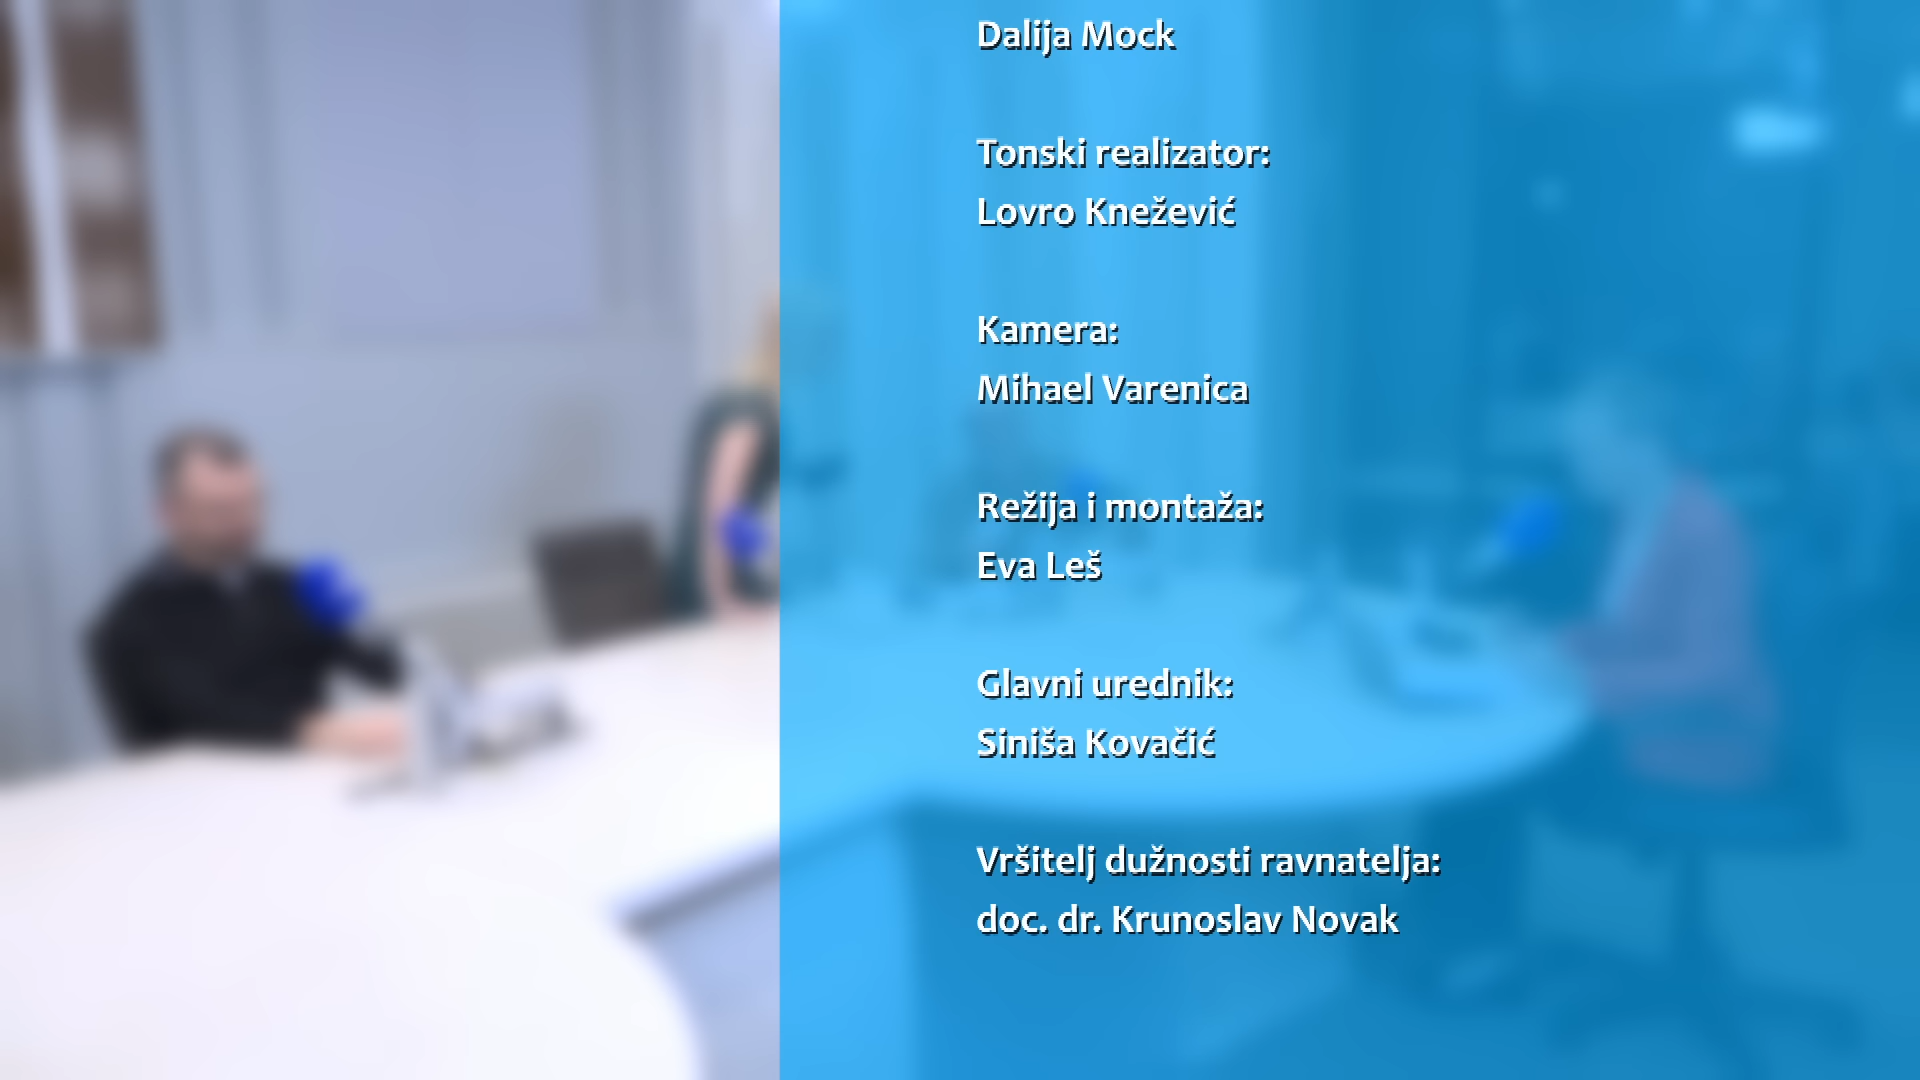 Dalija Mock
Tonski realizator:
Lovro Knežević
Kamera:
Mihael Varenica
Režija i montaža:
Eva Leš
Glavni urednik:
Siniša Kovačić
Vršitelj dužnosti ravnatelja:
doc. dr. Krunoslav Novak